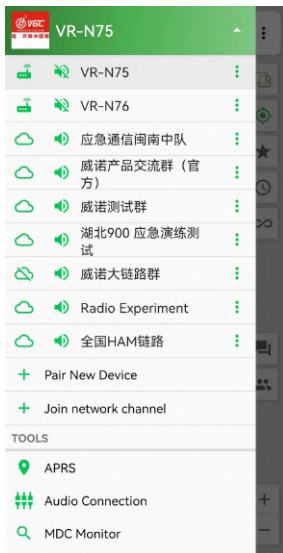 VGC
VR-N75
VR-N75
VR-N76
应急通信闽南中队
威诺产品交流群（官
方）
威诺测试群
湖北900 应急演练测
试
威诺大链路群
Radio Experiment
全国HAM链路
Pair New Device
Join network channel
TOOLS
APRS
Audio Connection
MDC Monitor